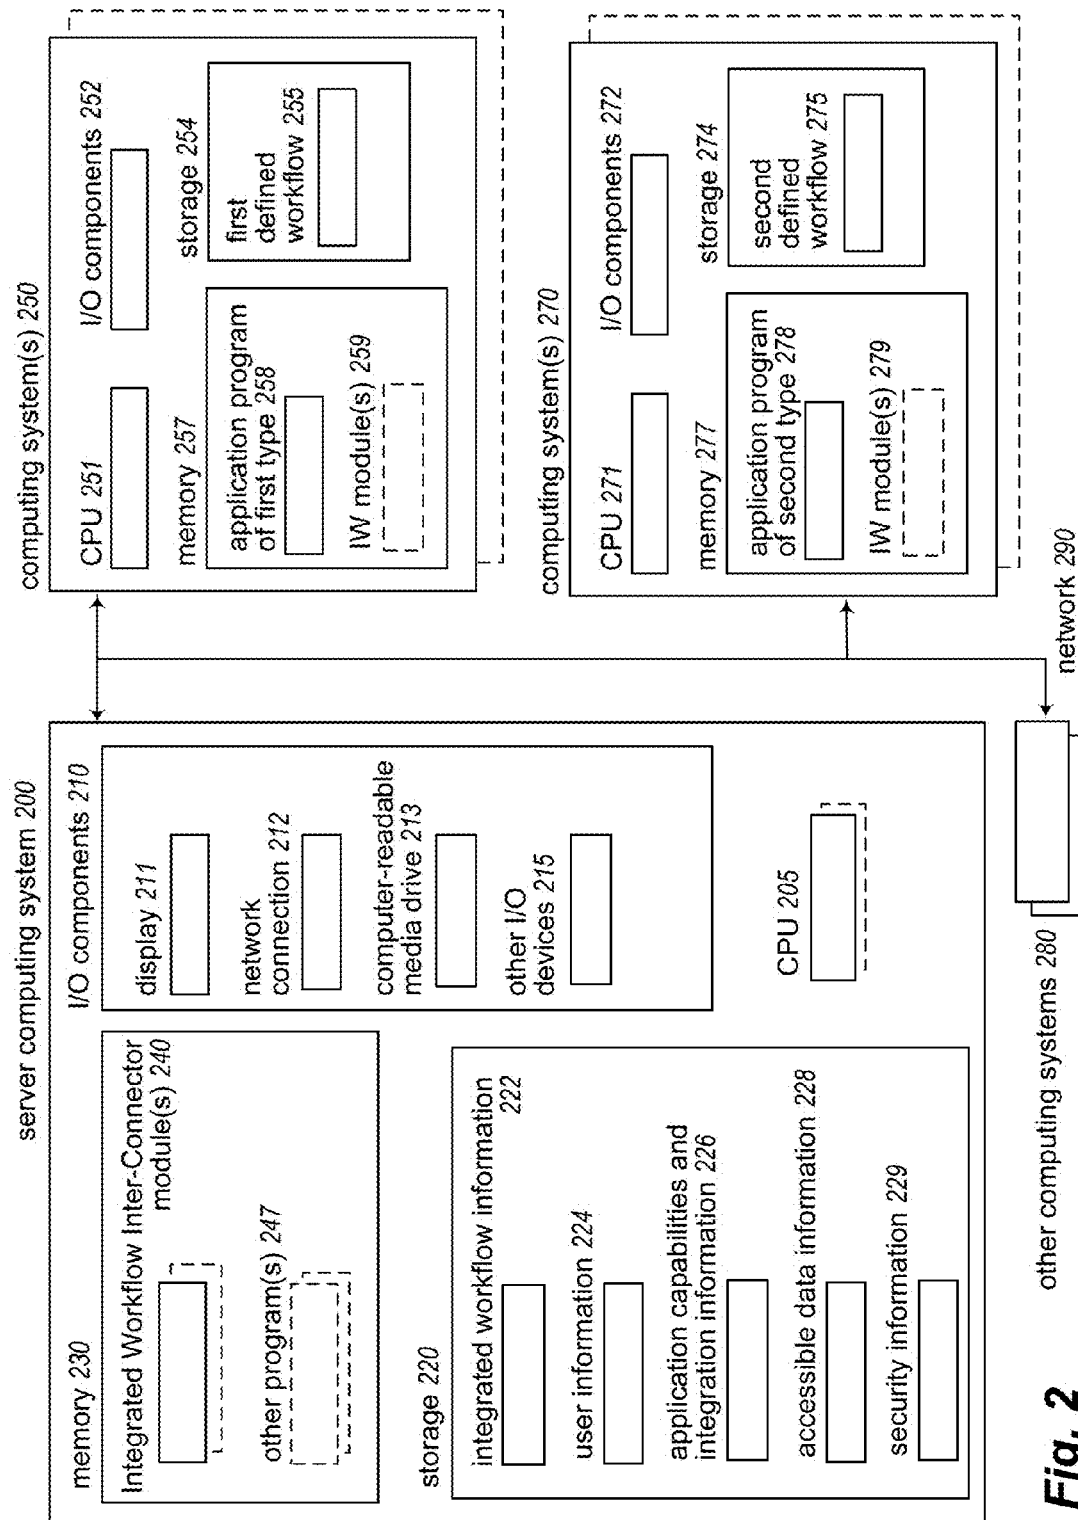 server computing system 200
memory 230
Integrated Workflow Inter-Connector
module(s) 240
other program(s) 247
I/O components 210
display 211
network
connection 212
computer-readable
media drive 213
other I/O
devices 215
storage 220
integrated workflow information
222
user information 224
application capabilities and
integration information 226
accessible data information 228
security information 229
CPU 205
computing system(s) 250
CPU 251
I/O components 252
memory 257
application program
of first type 258
IW module(s) 259
storage 254
first
defined
workflow 255
computing system(s) 270
CPU 271
I/O components 272
memory 277
application program
of second type 278
IW module(s) 279
storage 274
second
defined
workflow 275
other computing systems 280
network 290
Fig. 2